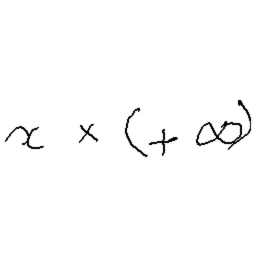 x × (+ ∞)